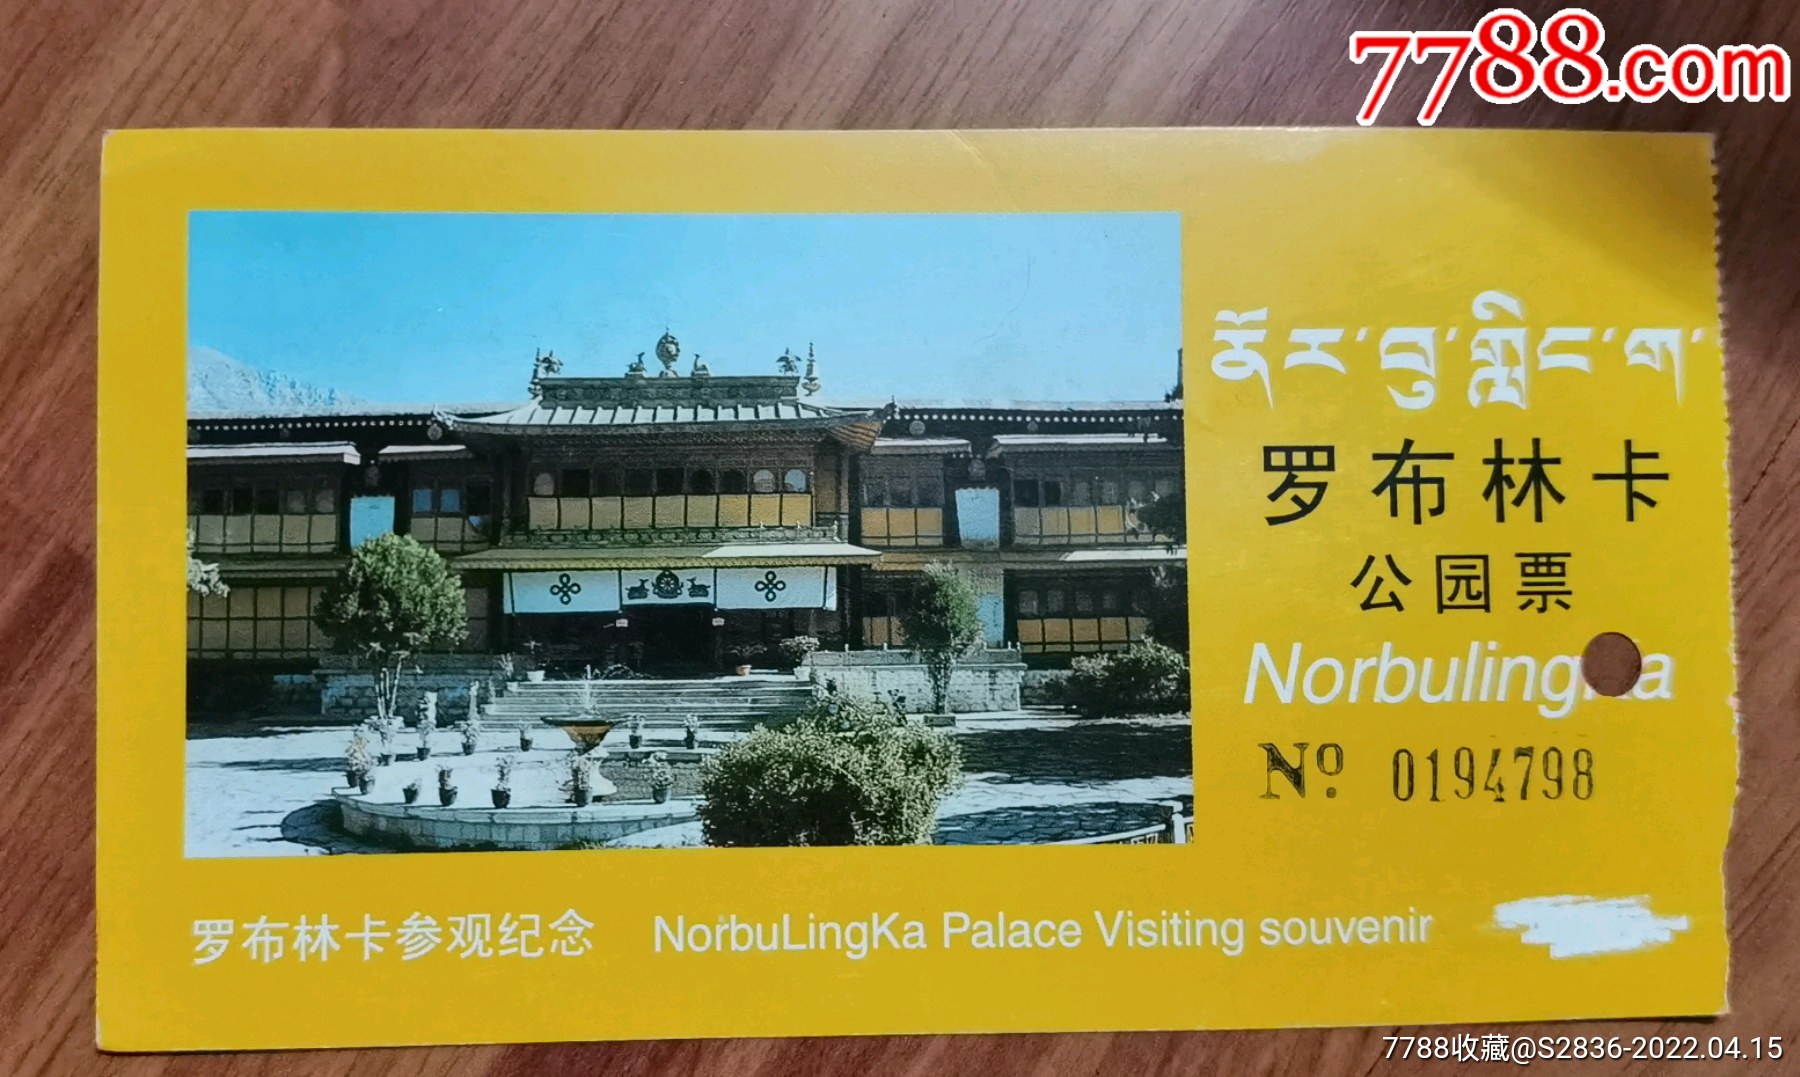 7788.com
ནོར་བུ་གླིང་ག་
罗布林卡
公园票
Norbulingka
Nº 0194798
罗布林卡参观纪念 NorbuLingKa Palace Visiting souvenir
7788收藏@S2836-2022.04.15